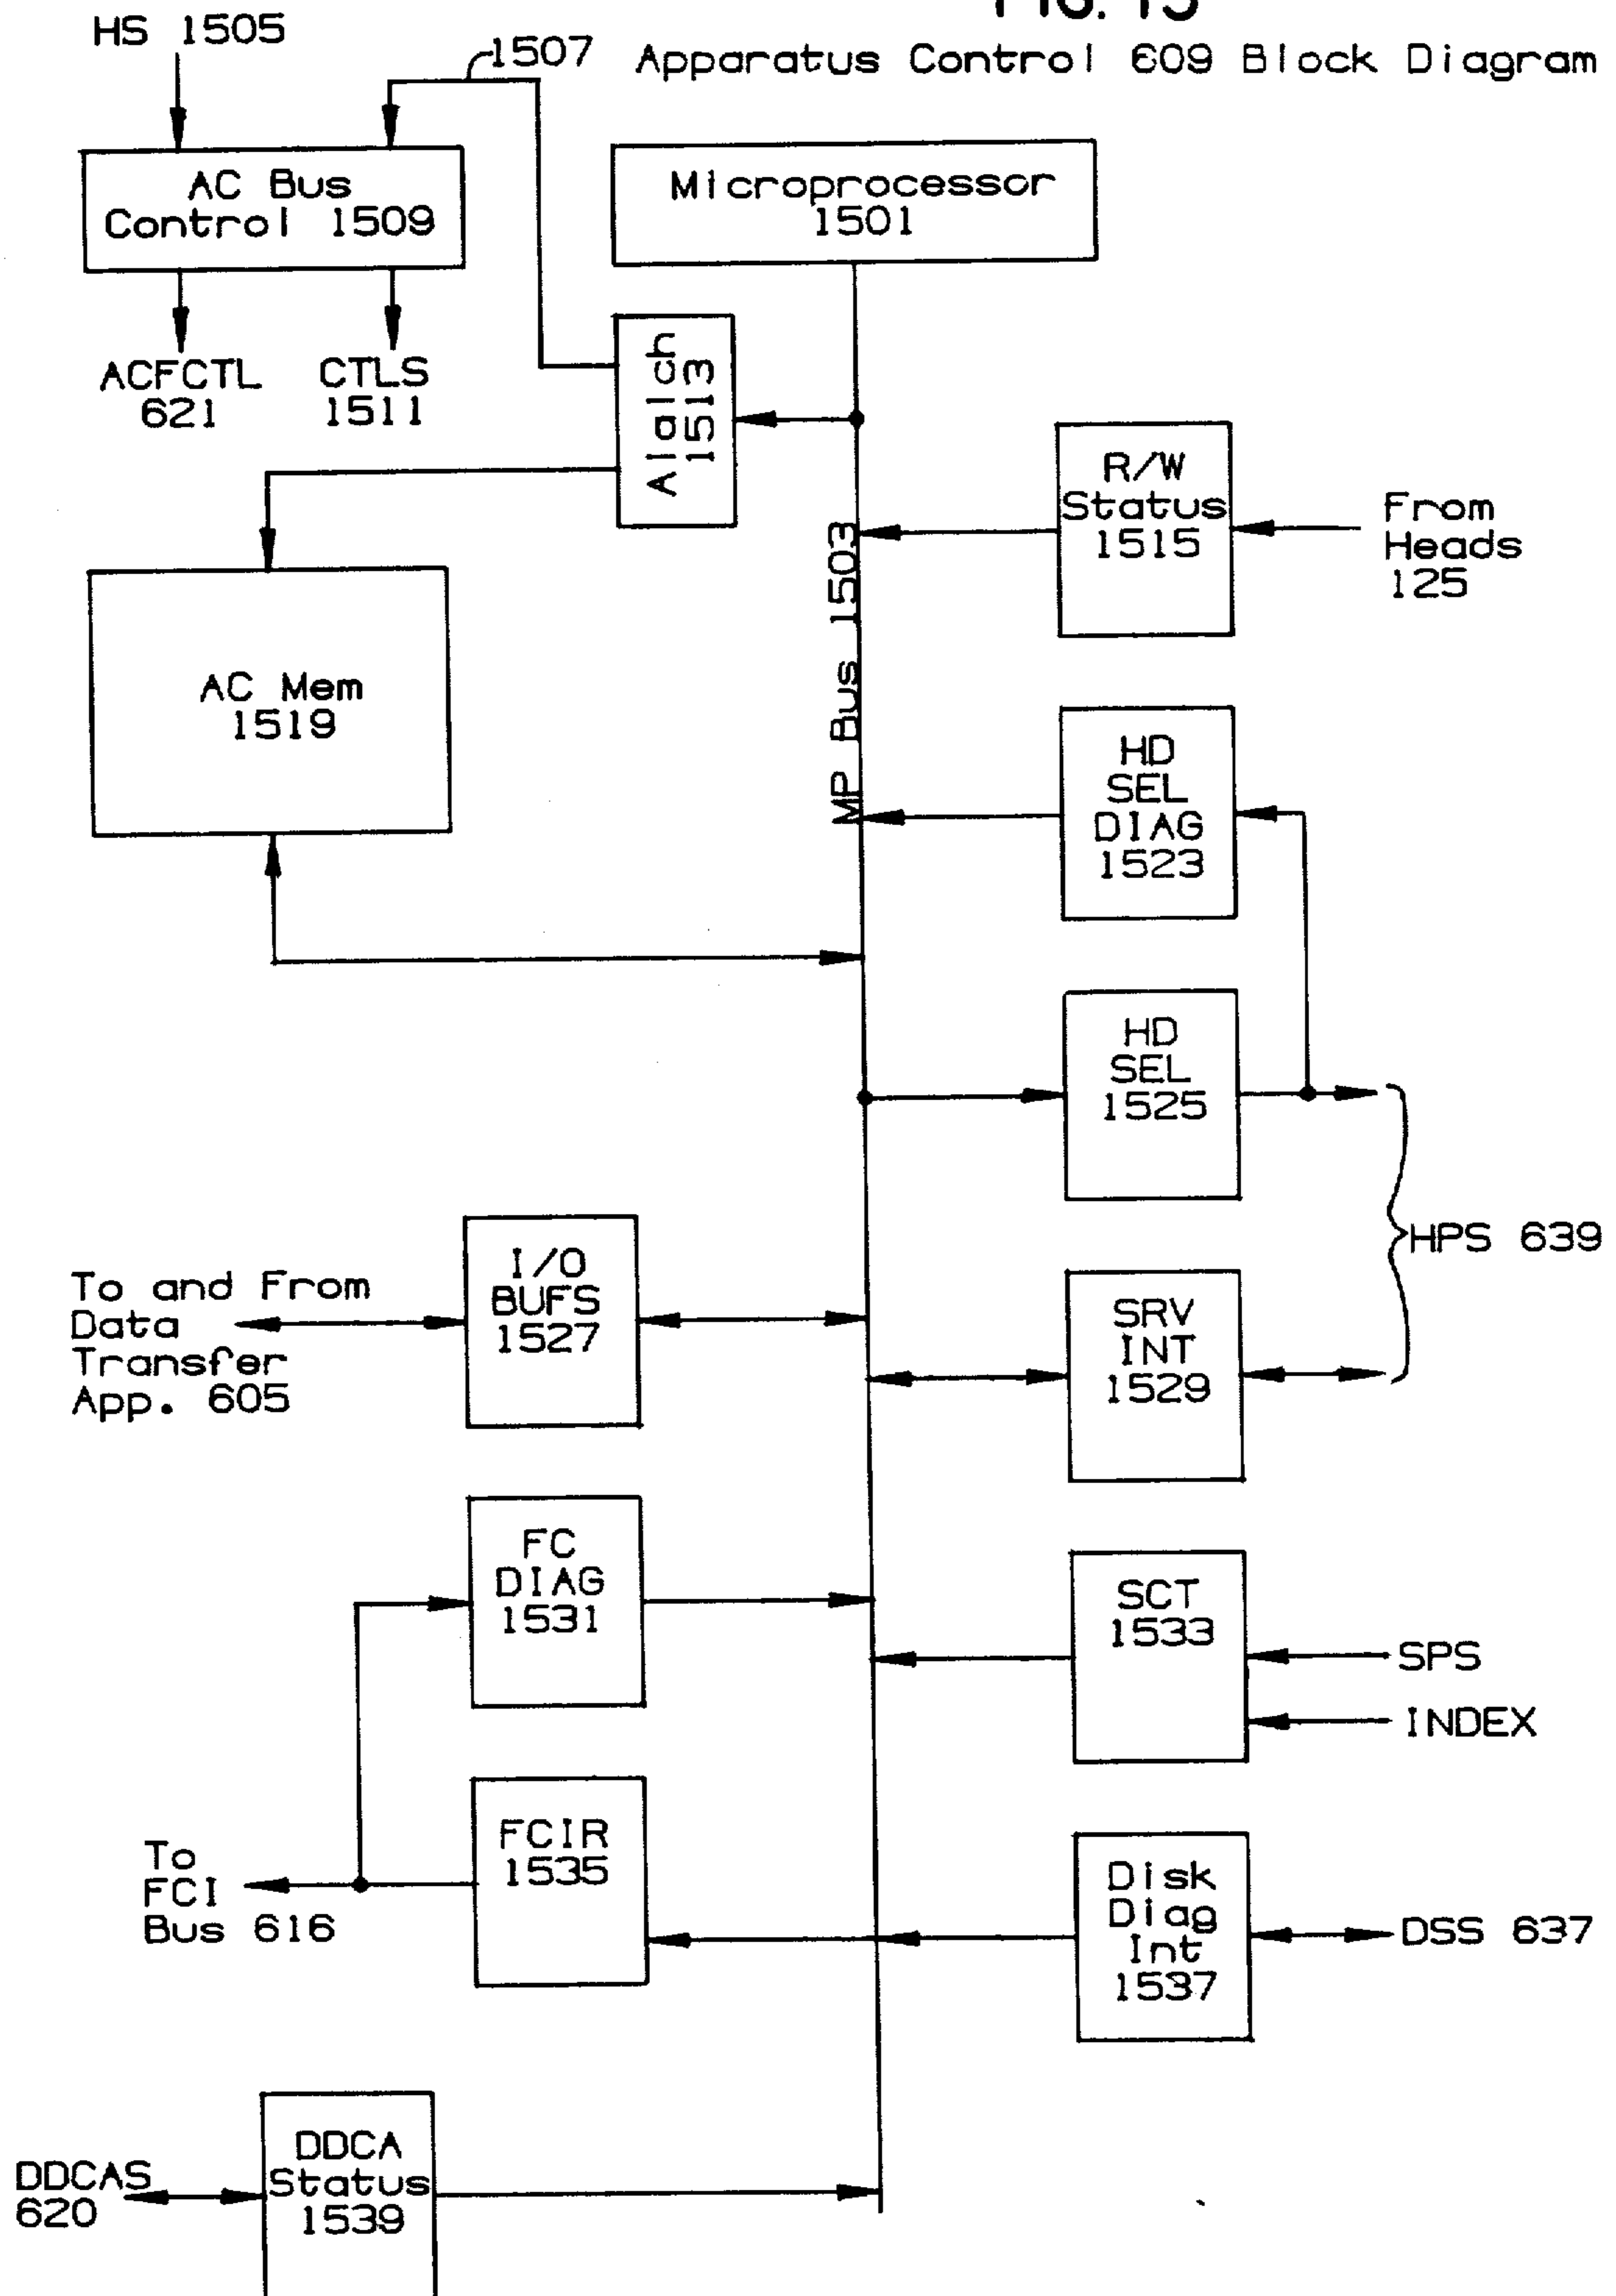 FIG. 15
Apparatus Control 609 Block Diagram
HS 1505
1507
AC Bus
Control 1509
Microprocessor
1501
ACFCTL
621
CTLS
1511
Alalch
1513
R/W
Status
1515
From
Heads
125
MP Bus 1503
AC Mem
1519
HD
SEL
DIAG
1523
HD
SEL
1525
HPS 639
To and From
Data
Transfer
App. 605
I/O
BUFS
1527
SRV
INT
1529
FC
DIAG
1531
SCT
1533
SPS
INDEX
To
FCI
Bus 616
FCIR
1535
Disk
Diag
Int
1537
DSS 637
DDCAS
620
DDCA
Status
1539